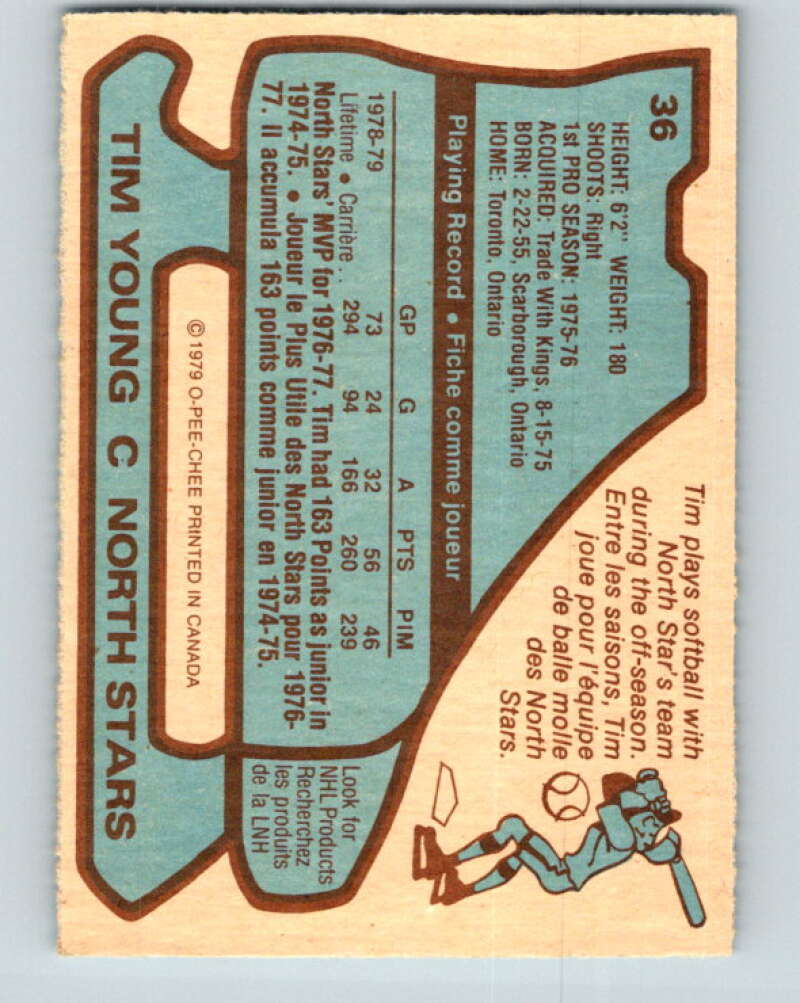 36
HEIGHT: 6'2" WEIGHT: 180
SHOOTS: Right
1st PRO SEASON: 1975-76
ACQUIRED: Trade With Kings, 8-15-75
BORN: 2-22-55, Scarborough, Ontario
HOME: Toronto, Ontario
Tim plays softball with
North Star's team
during the off-season.
Entre les saisons, Tim
joue pour l'équipe
de balle molle
des North
Stars.
Playing Record • Fiche comme joueur
GP G A PTS PIM
1978-79 73 24 32 56 46
Lifetime • Carrière .. 294 94 166 260 239
North Stars' MVP for 1976-77. Tim had 163 Points as junior in
1974-75. • Joueur le Plus Utile des North Stars pour 1976-
77. Il accumula 163 points comme junior en 1974-75.
Look for
NHL Products
Recherchez
les produits
de la LNH
©1979 O-PEE-CHEE PRINTED IN CANADA
TIM YOUNG C NORTH STARS